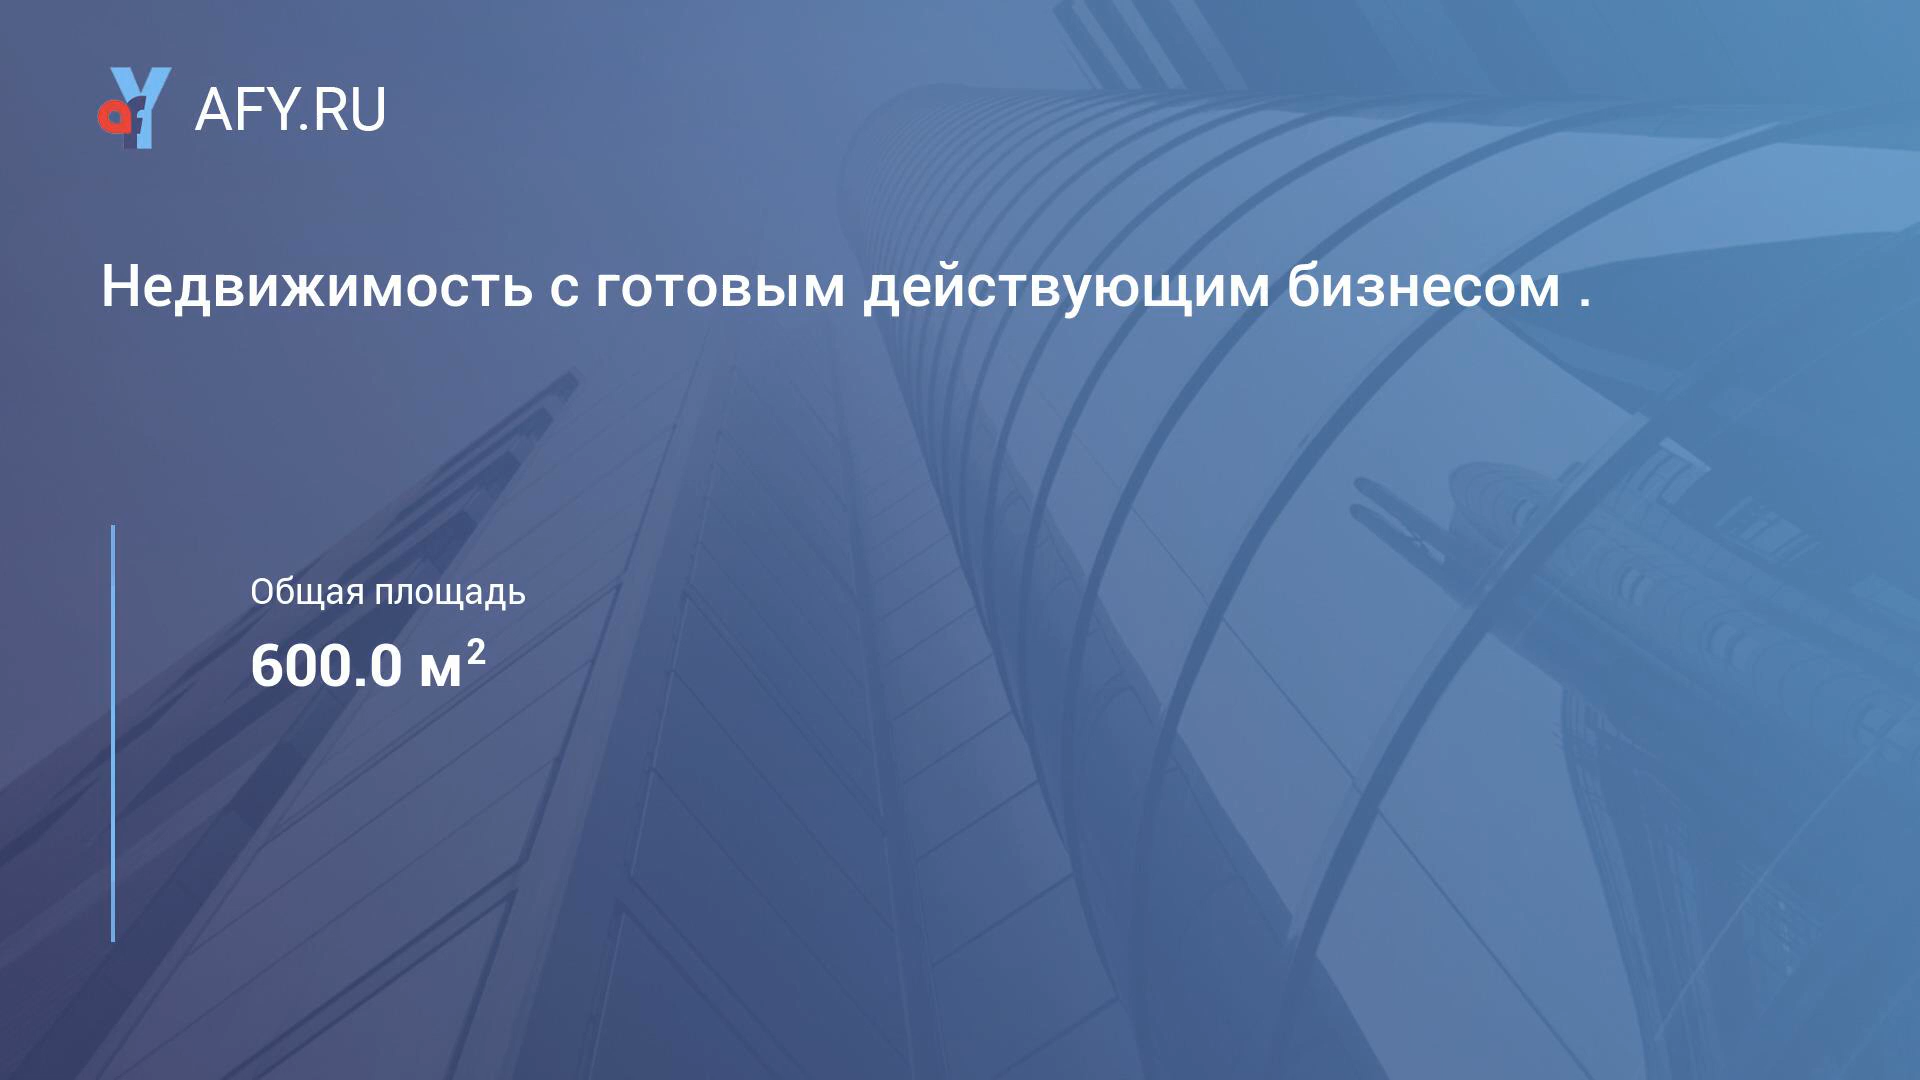 AFY.RU
Недвижимость с готовым действующим бизнесом .
Общая площадь
600.0 м²